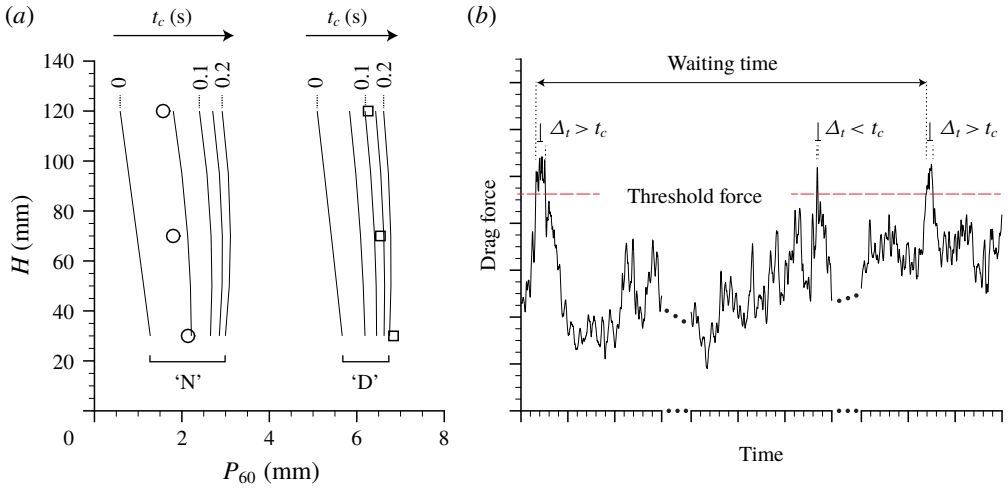 (a)
t_c (s)
t_c (s)
140
120
100
80
60
40
20
0
H (mm)
0
0.1
0.2
0
0.1
0.2
‘N’
‘D’
0 2 4 6 8
P_60 (mm)
(b)
Waiting time
Δ_t > t_c
Δ_t < t_c
Δ_t > t_c
Threshold force
Drag force
Time